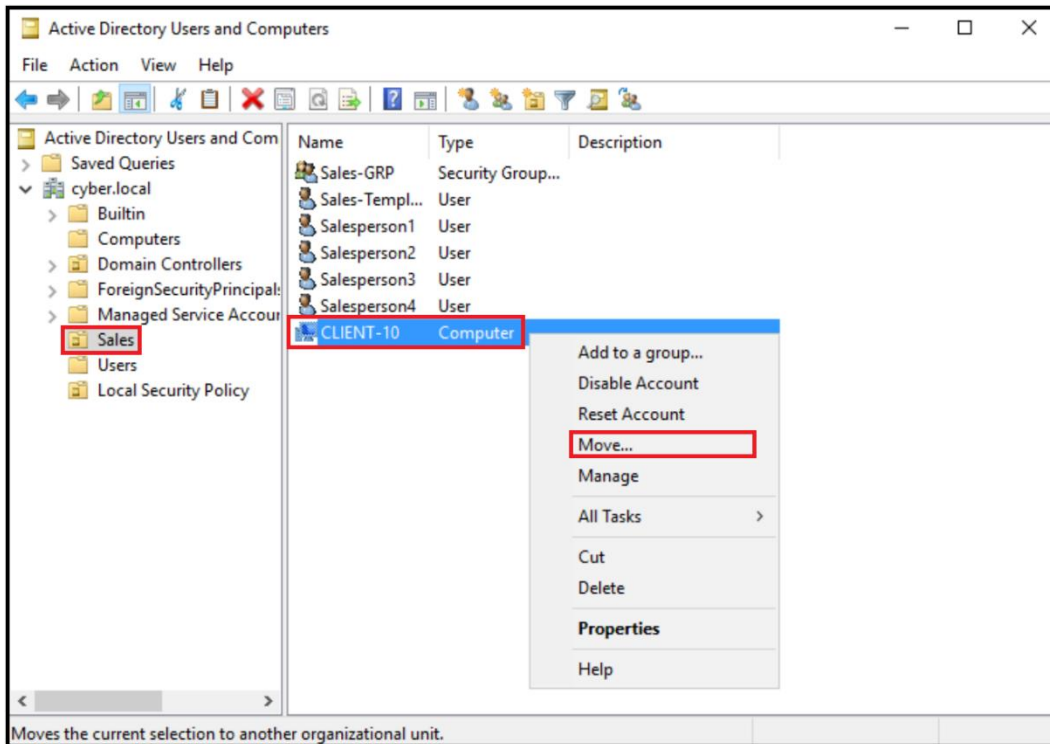 Active Directory Users and Computers
File Action View Help
Active Directory Users and Com
Saved Queries
cyber.local
Builtin
Computers
Domain Controllers
ForeignSecurityPrincipal:
Managed Service Accour
Sales
Users
Local Security Policy
Name Type Description
Sales-GRP Security Group...
Sales-Templ... User
Salesperson1 User
Salesperson2 User
Salesperson3 User
Salesperson4 User
CLIENT-10 Computer
Add to a group...
Disable Account
Reset Account
Move...
Manage
All Tasks
Cut
Delete
Properties
Help
Moves the current selection to another organizational unit.